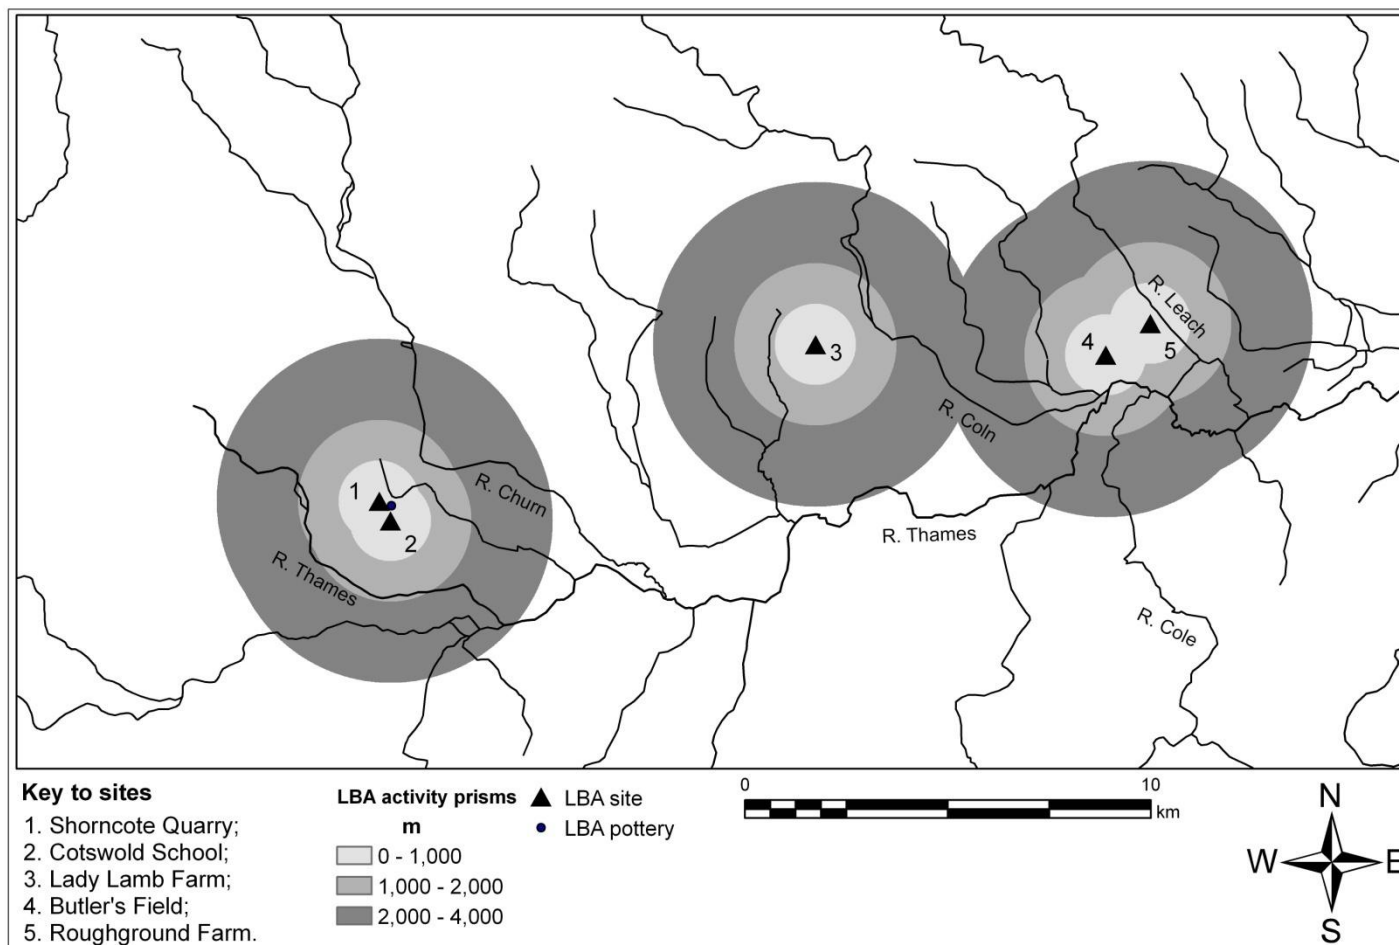 R. Leach
4
5
3
R. Coln
1
R. Churn
2
R. Thames
R. Thames
R. Cole
Key to sites
1. Shorncote Quarry;
2. Cotswold School;
3. Lady Lamb Farm;
4. Butler's Field;
5. Roughground Farm.
LBA activity prisms
m
0 - 1,000
1,000 - 2,000
2,000 - 4,000
LBA site
LBA pottery
0 10
km
N
W E
S